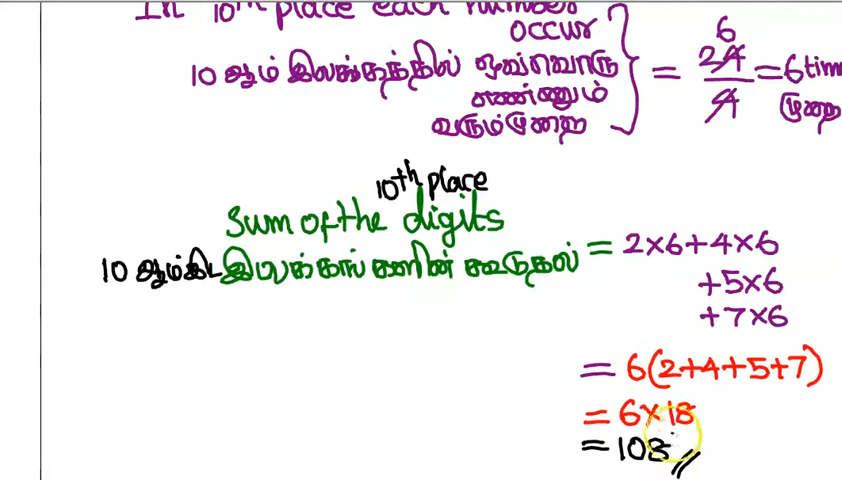 In 10th place each number
occur
10 ஆம் இலக்கத்தில் ஒவ்வொரு
எண்ணும்
வரும்முறை
= 24/4 = 6 time
6
முறை
10th place
Sum of the digits
10 ஆம்கிட இலக்கங்களின் கூடுதல் = 2×6+4×6
+5×6
+7×6
= 6(2+4+5+7)
= 6×18
= 108//